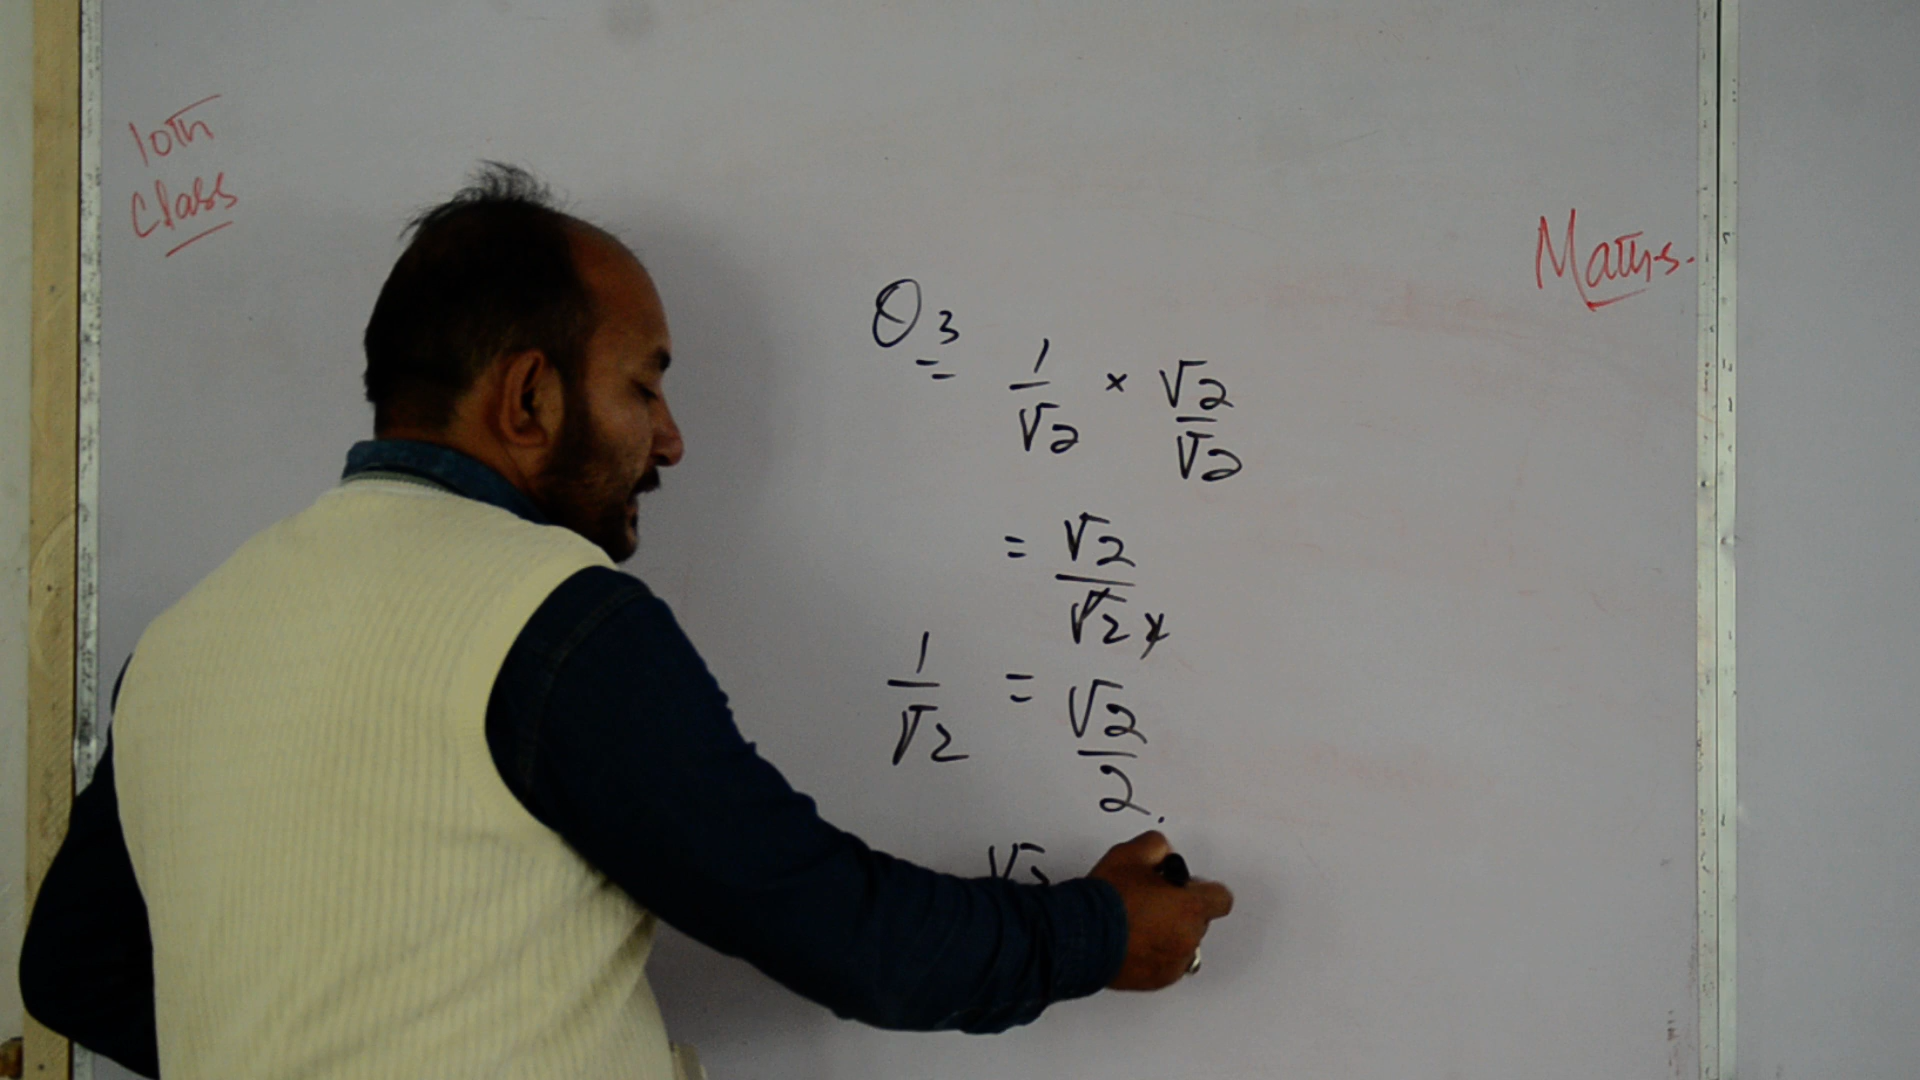 10th
Class
Maths.
Q3
1/√2 × √2/√2
= √2/√2×
1/√2 = √2/2.